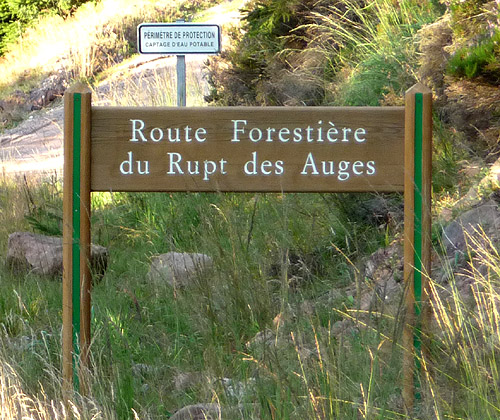 PERIMETRE DE PROTECTION
CAPTAGE D'EAU POTABLE
Route Forestière
du Rupt des Auges